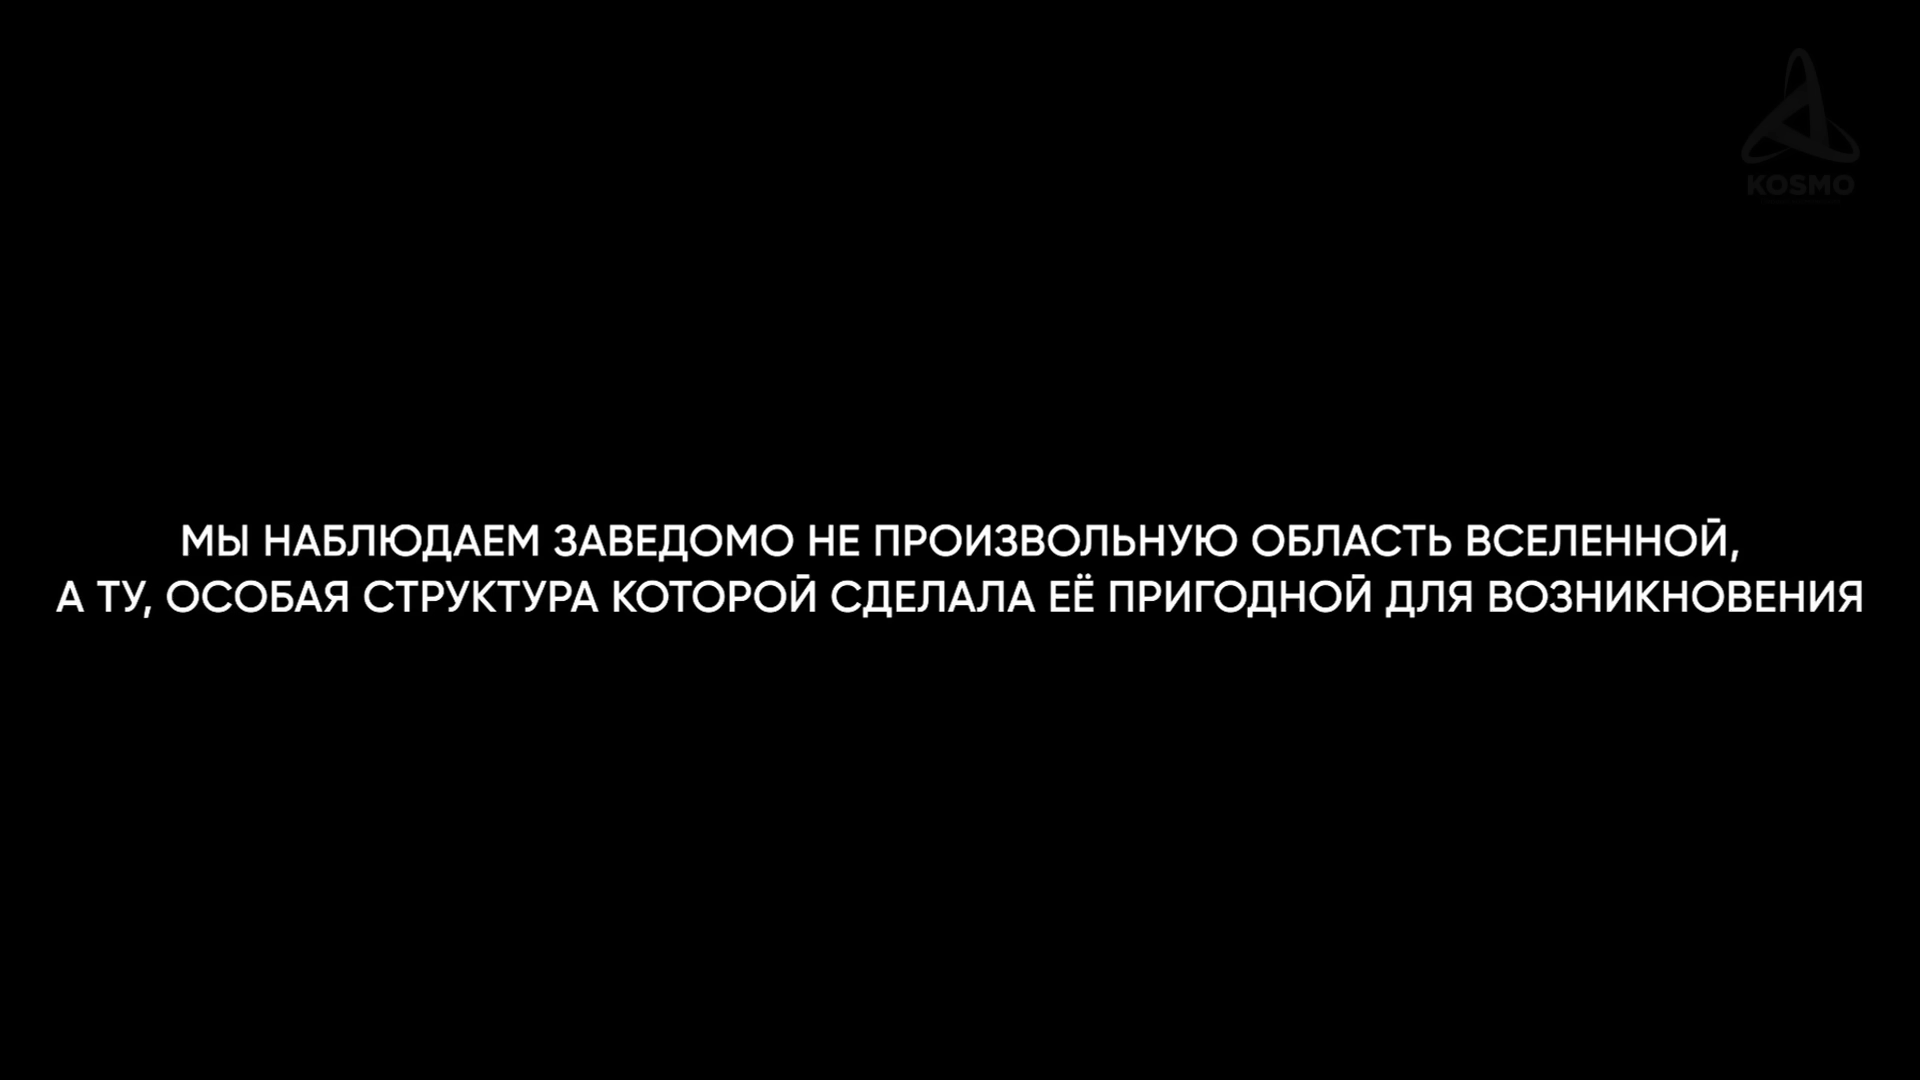 KOSMO
МЫ НАБЛЮДАЕМ ЗАВЕДОМО НЕ ПРОИЗВОЛЬНУЮ ОБЛАСТЬ ВСЕЛЕННОЙ,
А ТУ, ОСОБАЯ СТРУКТУРА КОТОРОЙ СДЕЛАЛА ЕЁ ПРИГОДНОЙ ДЛЯ ВОЗНИКНОВЕНИЯ